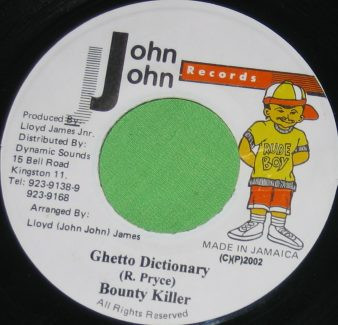 John
John
Records
Produced By:
Lloyd James Jnr.
Distributed By:
Dynamic Sounds
15 Bell Road
Kingston 11.
Tel: 923-9138-9
923-9168
Arranged By:
Lloyd (John John) James
RUDE
BOY
MADE IN JAMAICA
(C)(P)2002
Ghetto Dictionary
(R. Pryce)
Bounty Killer
All Rights Reserved